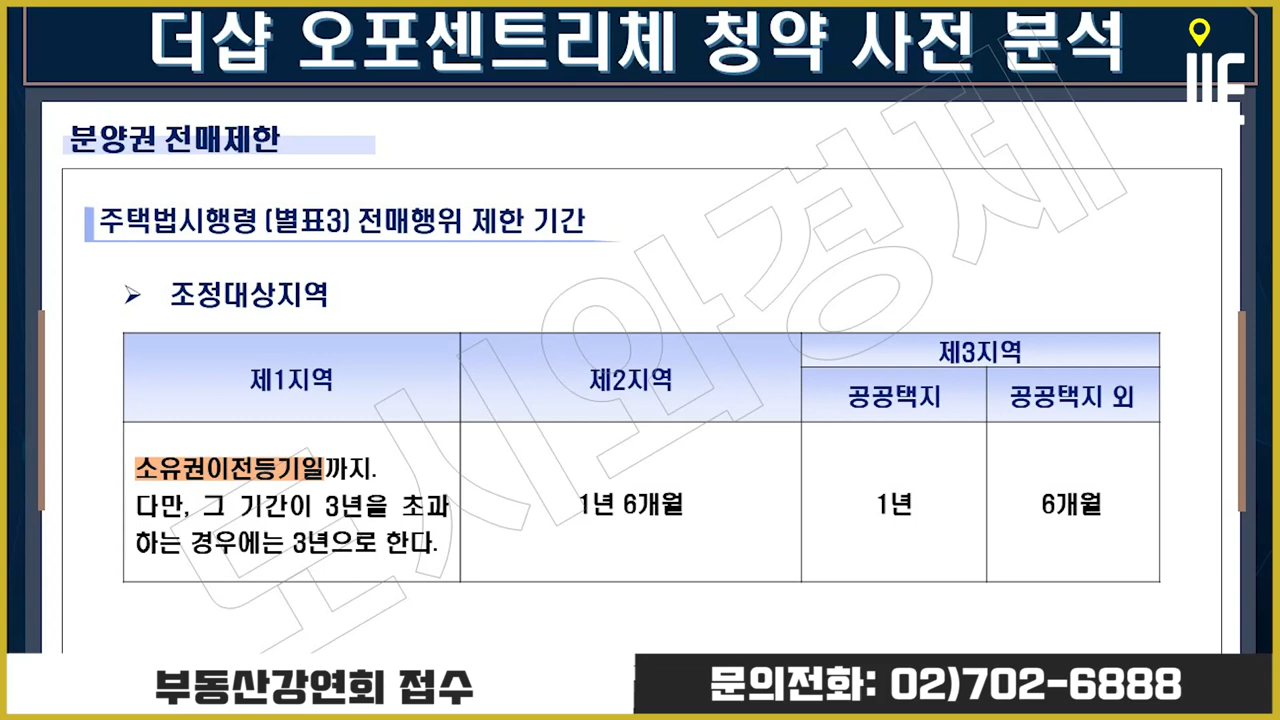 더샵 오포센트리체 청약 사전 분석
분양권 전매제한
주택법시행령 (별표3) 전매행위 제한 기간
➢ 조정대상지역
제1지역 제2지역 제3지역
공공택지 공공택지 외
소유권이전등기일까지.
다만, 그 기간이 3년을 초과
하는 경우에는 3년으로 한다.
1년 6개월 1년 6개월
도시와경제
부동산강연회 접수
문의전화: 02)702-6888